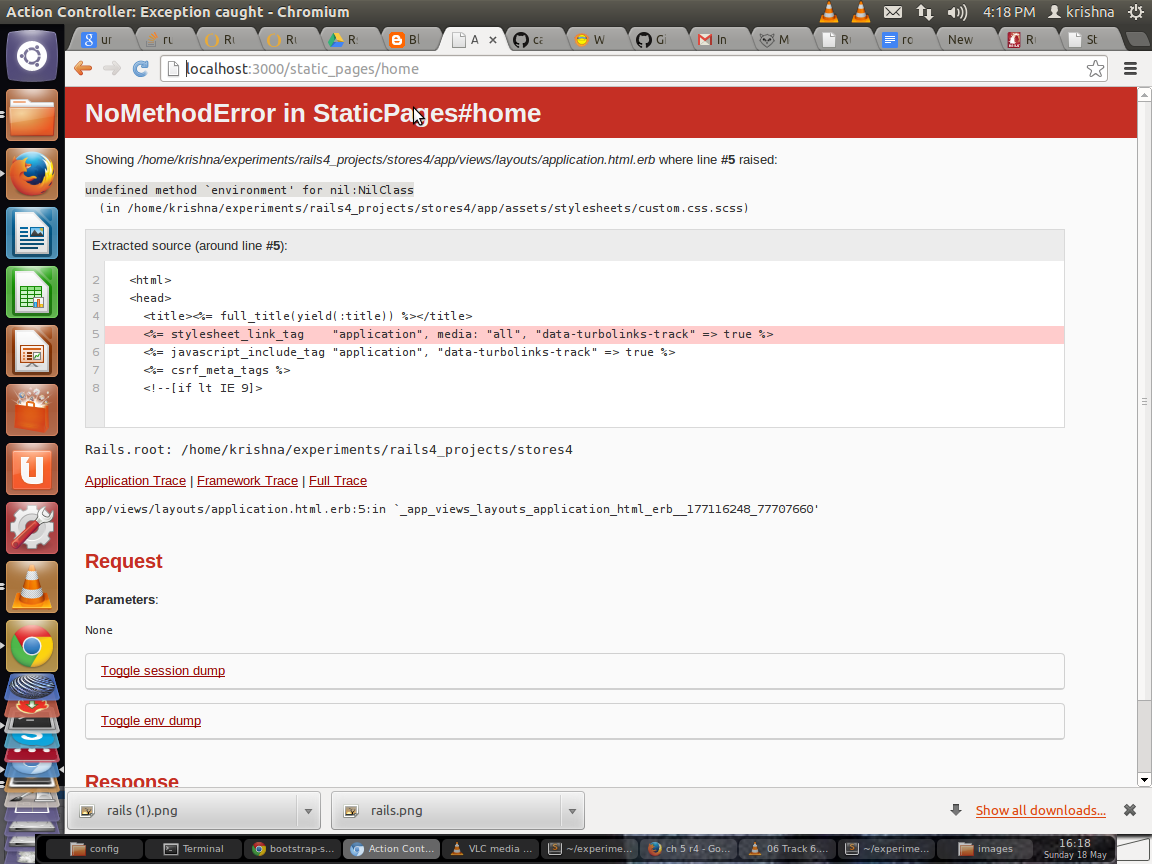 Action Controller: Exception caught - Chromium
4:18 PM
krishna
ur
ru
Ru
Ru
R:
Bl
A
ca
W
Gi
In
M
Ru
ro
New
R
St
localhost:3000/static_pages/home
NoMethodError in StaticPages#home
Showing /home/krishna/experiments/rails4_projects/stores4/app/views/layouts/application.html.erb where line #5 raised:
undefined method `environment' for nil:NilClass
(in /home/krishna/experiments/rails4_projects/stores4/app/assets/stylesheets/custom.css.scss)
Extracted source (around line #5):
2 <html>
3 <head>
4 <title><%= full_title(yield(:title)) %></title>
5 <%= stylesheet_link_tag    "application", media: "all", "data-turbolinks-track" => true %>
6 <%= javascript_include_tag "application", "data-turbolinks-track" => true %>
7 <%= csrf_meta_tags %>
8 <!--[if lt IE 9]>
Rails.root: /home/krishna/experiments/rails4_projects/stores4
Application Trace | Framework Trace | Full Trace
app/views/layouts/application.html.erb:5:in `_app_views_layouts_application_html_erb__177116248_77707660'
Request
Parameters:
None
Toggle session dump
Toggle env dump
Response
rails (1).png
rails.png
Show all downloads...
config
Terminal
bootstrap-s...
Action Cont...
VLC media ...
~/experime...
ch 5 r4 - Go...
06 Track 6....
~/experime...
images
16:18
Sunday 18 May